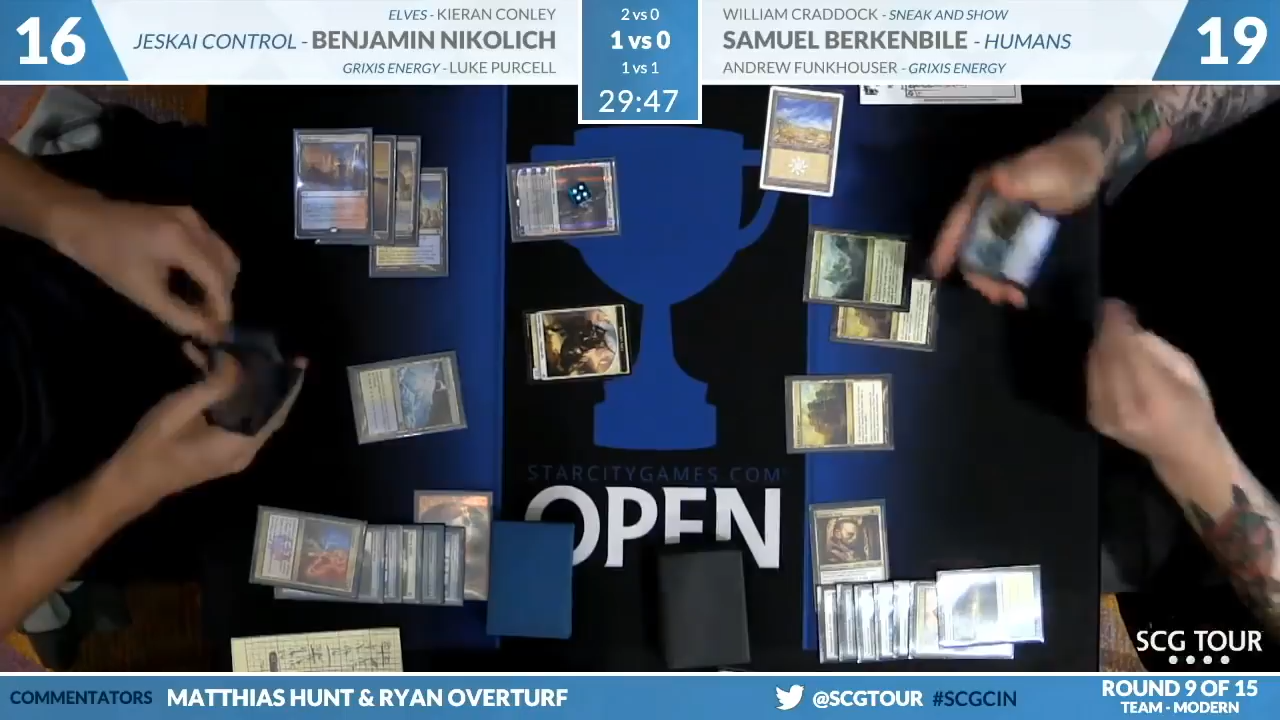 16
ELVES - KIERAN CONLEY
JESKAI CONTROL - BENJAMIN NIKOLICH
GRIXIS ENERGY - LUKE PURCELL
2 vs 0
1 vs 0
1 vs 1
29:47
WILLIAM CRADDOCK - SNEAK AND SHOW
SAMUEL BERKENBILE - HUMANS
ANDREW FUNKHOUSER - GRIXIS ENERGY
19
STARCITYGAMES.COM
OPEN
SCG TOUR
COMMENTATORS MATTHIAS HUNT & RYAN OVERTURF
@SCGTOUR #SCGCIN
ROUND 9 OF 15
TEAM - MODERN